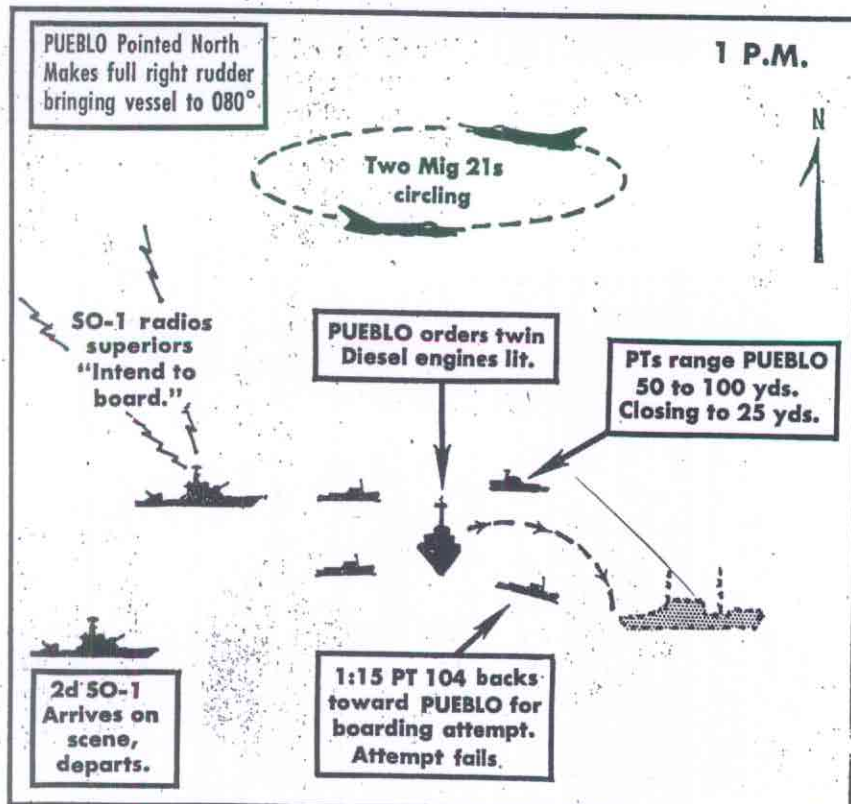 PUEBLO Pointed North
Makes full right rudder
bringing vessel to 080°
1 P.M.
N
Two Mig 21s
circling
SO-1 radios
superiors
"Intend to
board."
PUEBLO orders twin
Diesel engines lit.
PTs range PUEBLO
50 to 100 yds.
Closing to 25 yds.
2d SO-1
Arrives on
scene,
departs.
1:15 PT 104 backs
toward PUEBLO for
boarding attempt.
Attempt fails.